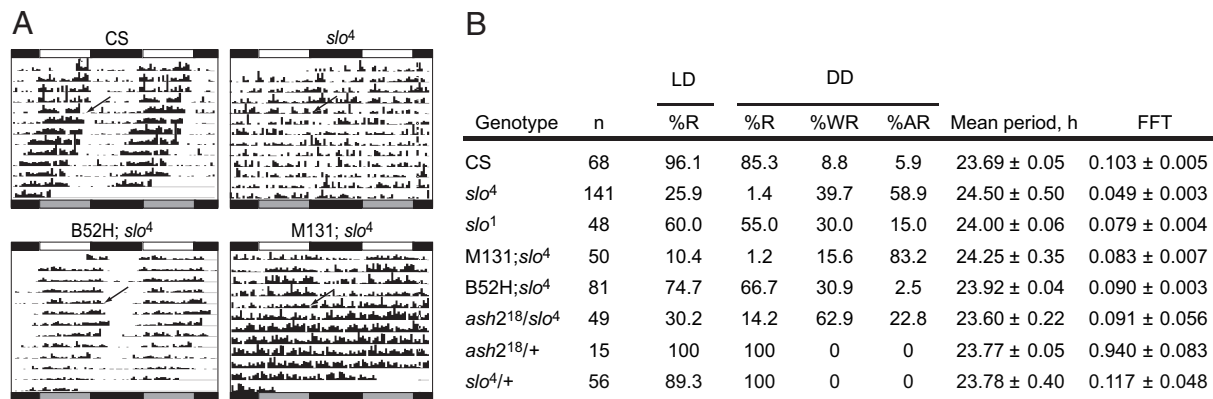 A
CS
slo⁴
B52H; slo⁴
M131; slo⁴
B
LD DD
Genotype n %R %R %WR %AR Mean period, h FFT
CS 68 96.1 85.3 8.8 5.9 23.69 ± 0.05 0.103 ± 0.005
slo⁴ 141 25.9 1.4 39.7 58.9 24.50 ± 0.50 0.049 ± 0.003
slo¹ 48 60.0 55.0 30.0 15.0 24.00 ± 0.06 0.079 ± 0.004
M131;slo⁴ 50 10.4 1.2 15.6 83.2 24.25 ± 0.35 0.083 ± 0.007
B52H;slo⁴ 81 74.7 66.7 30.9 2.5 23.92 ± 0.04 0.090 ± 0.003
ash2¹⁸/slo⁴ 49 30.2 14.2 62.9 22.8 23.60 ± 0.22 0.091 ± 0.056
ash2¹⁸/+ 15 100 100 0 0 23.77 ± 0.05 0.940 ± 0.083
slo⁴/+ 56 89.3 100 0 0 23.78 ± 0.40 0.117 ± 0.048